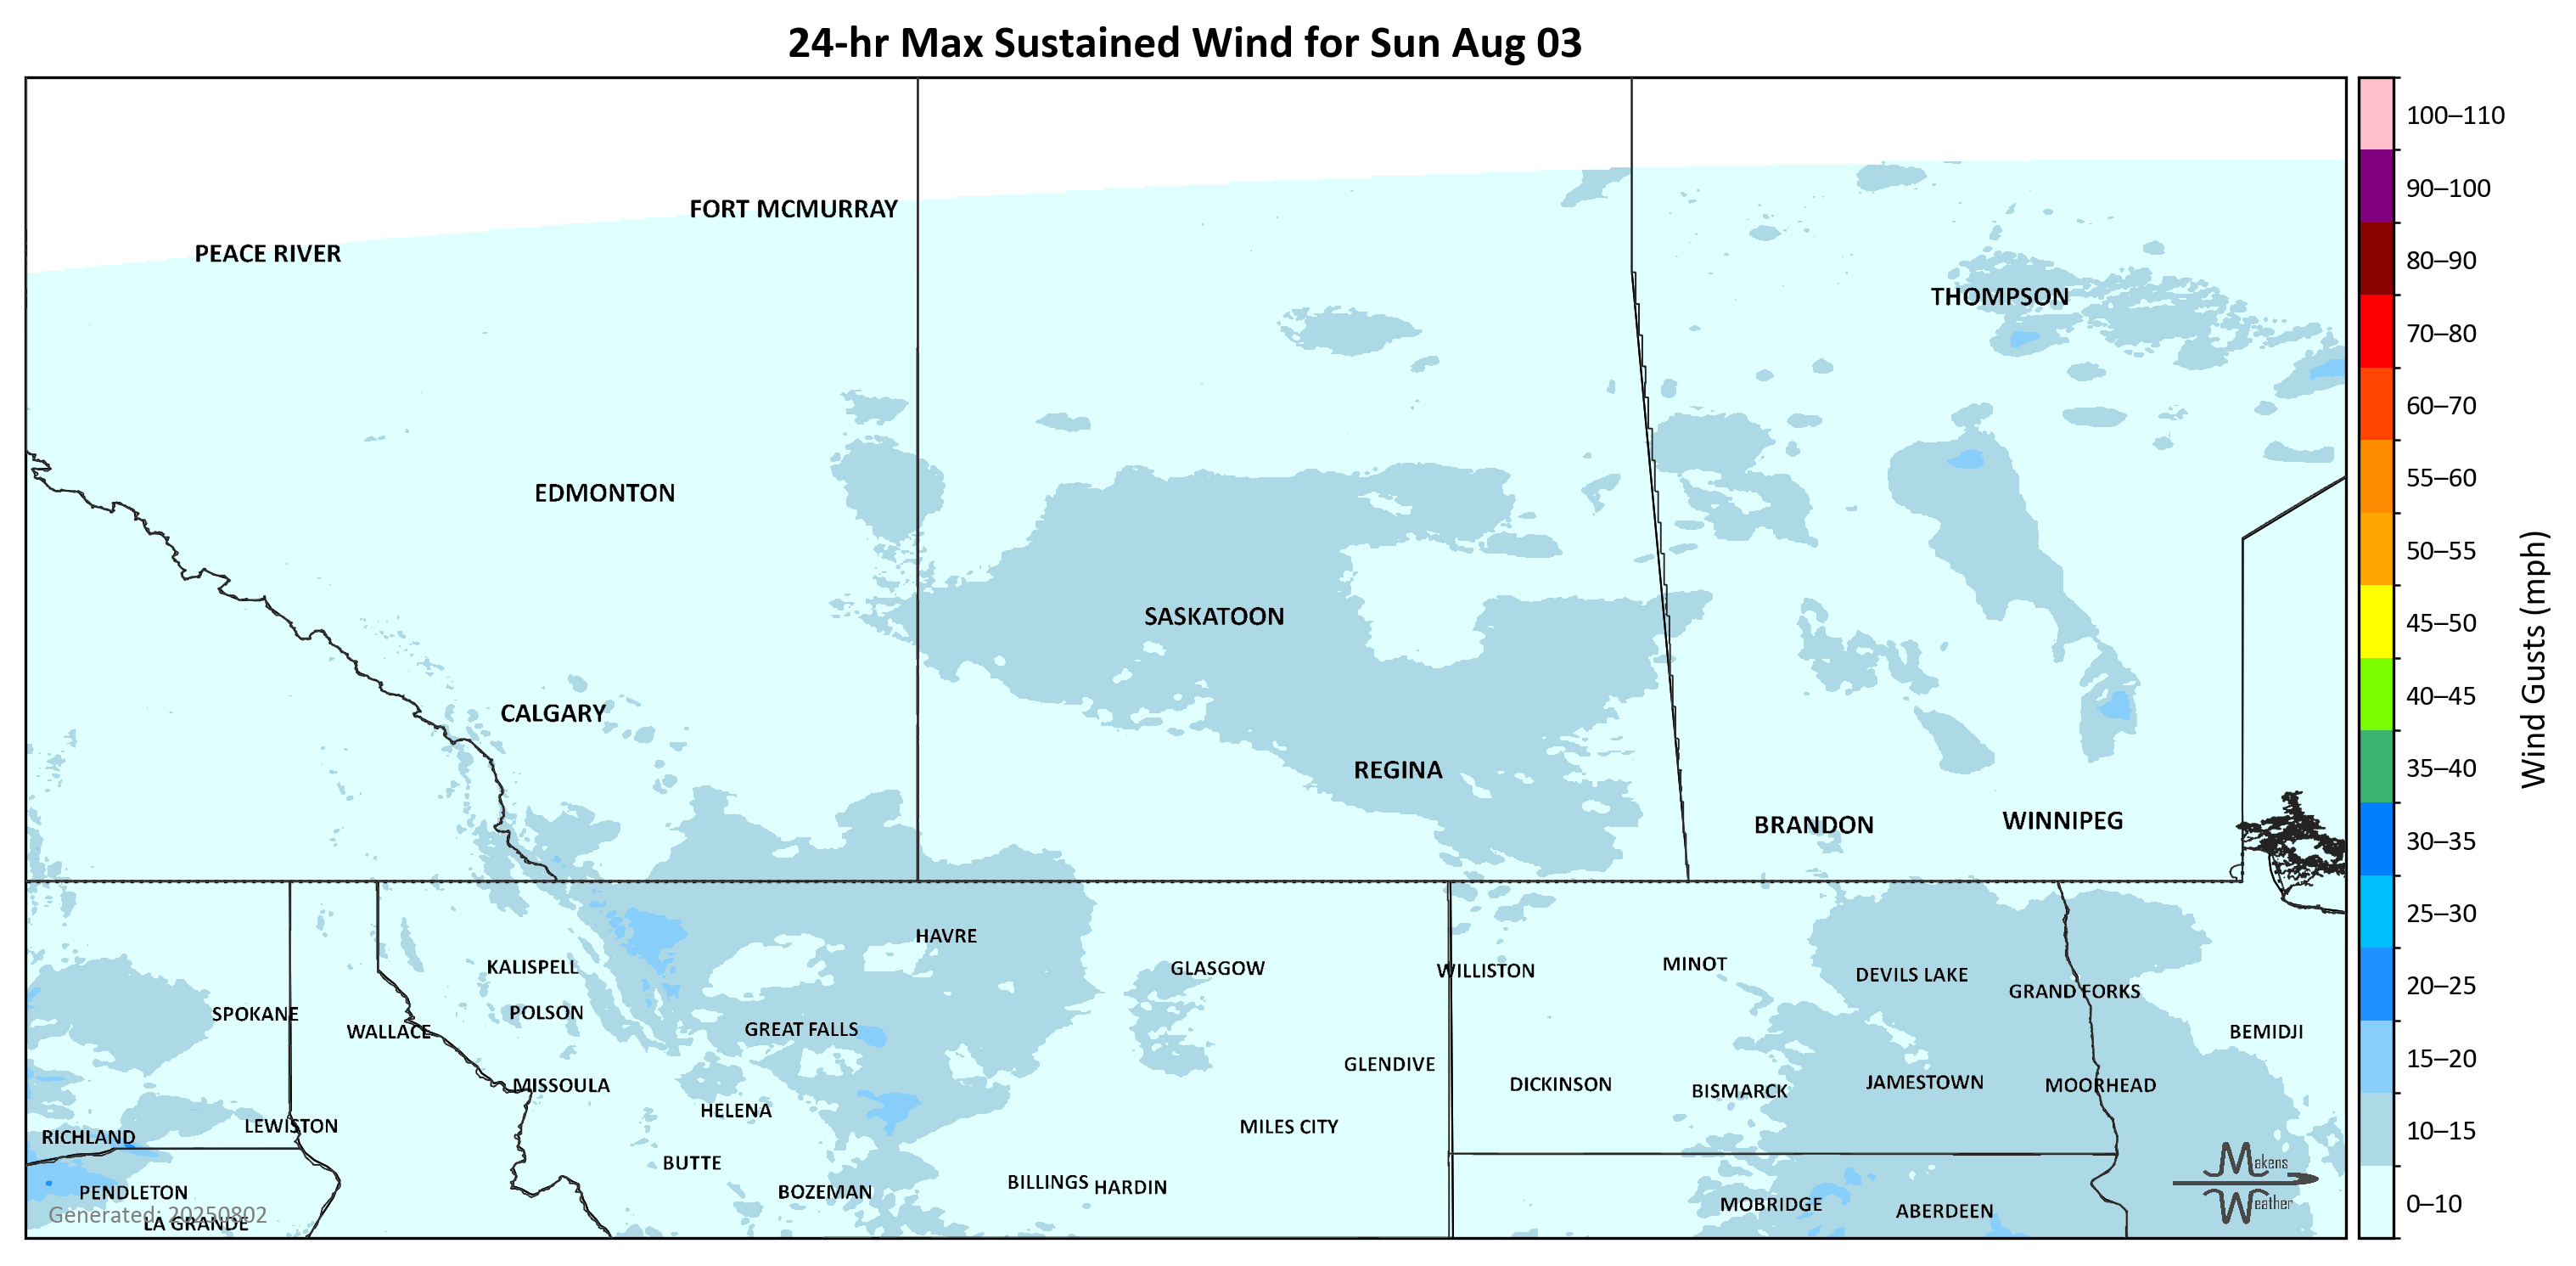 24-hr Max Sustained Wind for Sun Aug 03
100–110
90–100
80–90
70–80
60–70
55–60
50–55
45–50
40–45
35–40
30–35
25–30
20–25
15–20
10–15
0–10
Wind Gusts (mph)
FORT MCMURRAY
PEACE RIVER
THOMPSON
EDMONTON
SASKATOON
CALGARY
REGINA
BRANDON
WINNIPEG
HAVRE
KALISPELL
GLASGOW
WILLISTON
MINOT
DEVILS LAKE
GRAND FORKS
SPOKANE
POLSON
WALLACE
GREAT FALLS
BEMIDJI
GLENDIVE
MISSOULA
DICKINSON
BISMARCK
JAMESTOWN
MOORHEAD
HELENA
LEWISTON
MILES CITY
RICHLAND
BUTTE
BILLINGS
HARDIN
PENDLETON
BOZEMAN
MOBRIDGE
ABERDEEN
LA GRANDE
Generated: 20250802
Makens
Weather